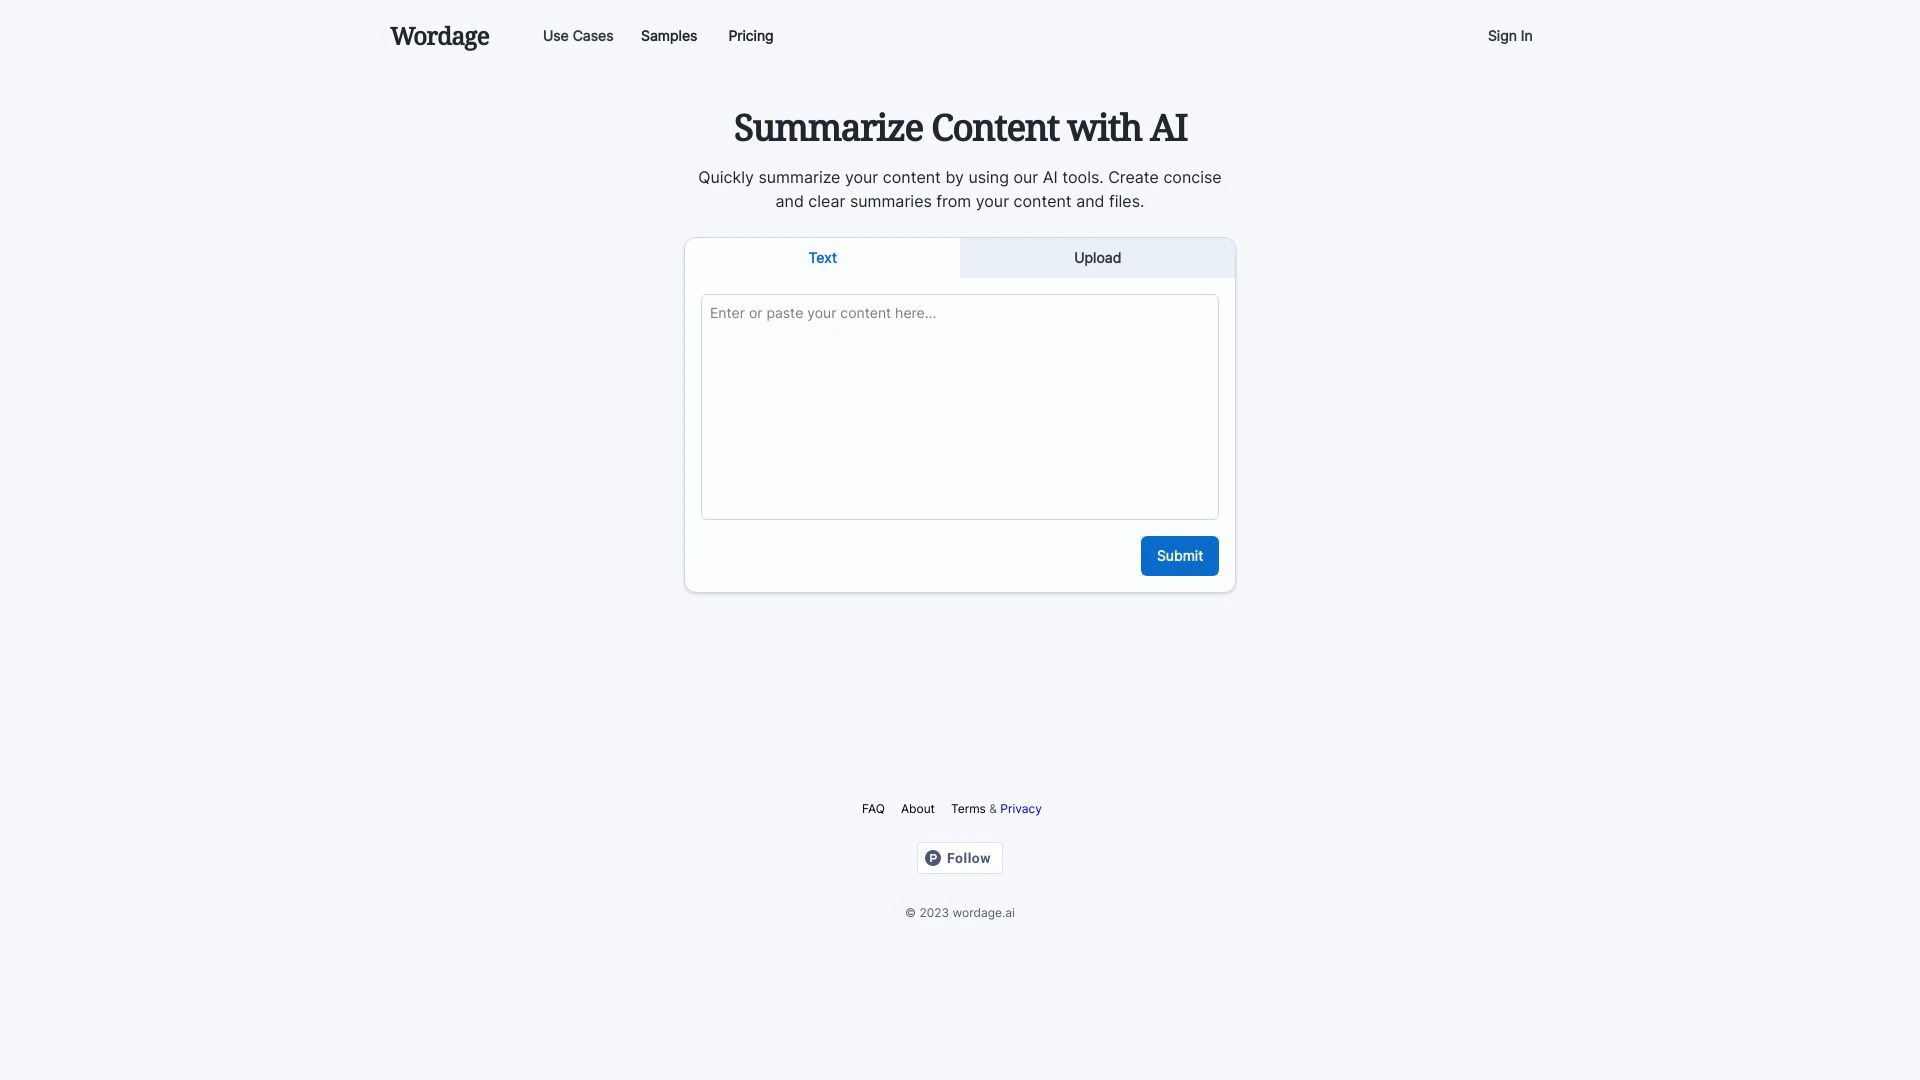 Wordage
Use Cases
Samples
Pricing
Sign In
Summarize Content with AI
Quickly summarize your content by using our AI tools. Create concise
and clear summaries from your content and files.
Text
Upload
Enter or paste your content here...
Submit
FAQ
About
Terms & Privacy
P Follow
© 2023 wordage.ai